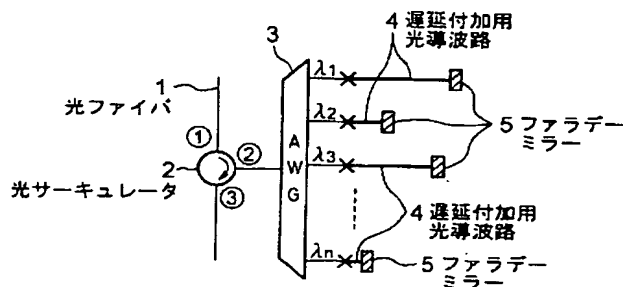 3
4 遅延付加用
光導波路
1
光ファイバ
①
2
②
光サーキュレータ
③
A
W
G
λ1
λ2
λ3
λn
5 ファラデー
ミラー
4 遅延付加用
光導波路
5 ファラデー
ミラー